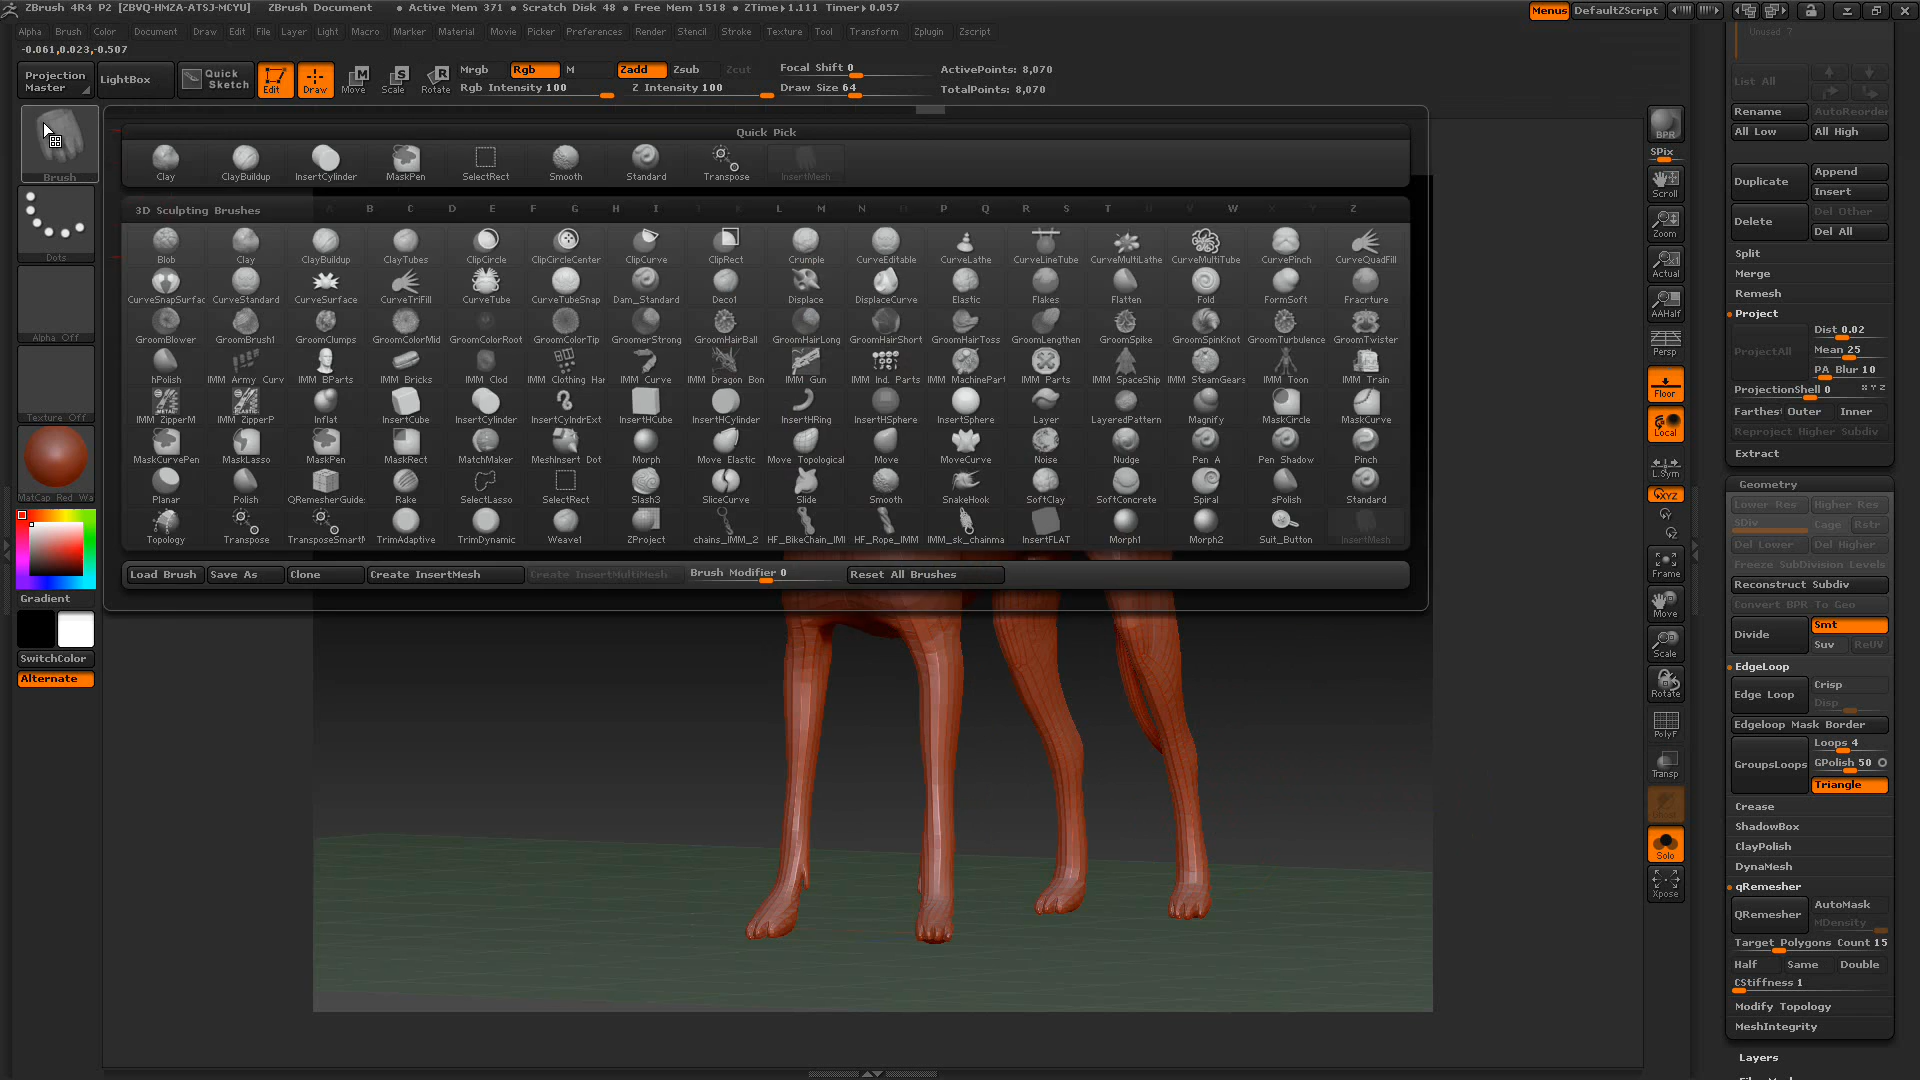 ZBrush 4R4 P2 [ZBVQ-HMZA-ATSJ-MCYU] ZBrush Document • Active Mem 371 • Scratch Disk 48 • Free Mem 1518 • ZTime▸1.111 Timer▸0.057 Menus DefaultZScript
Alpha Brush Color Document Draw Edit File Layer Light Macro Marker Material Movie Picker Preferences Render Stencil Stroke Texture Tool Transform Zplugin Zscript
-0.061,0.023,-0.507
Projection Master
LightBox
Quick Sketch
Edit Draw Move Scale Rotate
Mrgb Rgb M Zadd Zsub Zcut
Rgb Intensity 100 Z Intensity 100
Focal Shift 0
Draw Size 64
ActivePoints: 8,070
TotalPoints: 8,070
Brush
Dots
Alpha Off
Texture Off
MatCap Red Wa
Gradient
SwitchColor
Alternate
Quick Pick
Clay ClayBuildup InsertCylinder MaskPen SelectRect Smooth Standard Transpose InsertMesh
3D Sculpting Brushes A B C D E F G H I J K L M N O P Q R S T U V W X Y Z
Blob Clay ClayBuildup ClayTubes ClipCircle ClipCircleCenter ClipCurve ClipRect Crumple CurveEditable CurveLathe CurveLineTube CurveMultiLathe CurveMultiTube CurvePinch CurveQuadFill
CurveSnapSurfac CurveStandard CurveSurface CurveTriFill CurveTube CurveTubeSnap Dam_Standard Deco1 Displace DisplaceCurve Elastic Flakes Flatten Fold FormSoft Fracrture
GroomBlower GroomBrush1 GroomClumps GroomColorMid GroomColorRoot GroomColorTip GroomerStrong GroomHairBall GroomHairLong GroomHairShort GroomHairToss GroomLengthen GroomSpike GroomSpinKnot GroomTurbulence GroomTwister
hPolish IMM Army Curv IMM BParts IMM Bricks IMM Clod IMM Clothing Har IMM Curve IMM Dragon Bon IMM Gun IMM Ind. Parts IMM MachinePart IMM Parts IMM SpaceShip IMM SteamGears IMM Toon IMM Train
IMM ZipperM IMM ZipperP Inflat InsertCube InsertCylinder InsertCylndrExt InsertHCube InsertHCylinder InsertHRing InsertHSphere InsertSphere Layer LayeredPattern Magnify MaskCircle MaskCurve
MaskCurvePen MaskLasso MaskPen MaskRect MatchMaker MeshInsert Dot Morph Move Elastic Move Topological Move MoveCurve Noise Nudge Pen A Pen Shadow Pinch
Planar Polish QRemesherGuide: Rake SelectLasso SelectRect Slash3 SliceCurve Slide Smooth SnakeHook SoftClay SoftConcrete Spiral sPolish Standard
Topology Transpose TransposeSmartM TrimAdaptive TrimDynamic Weave1 ZProject chains_IMM_2 HF_BikeChain_IMI HF_Rope_IMM IMM_sk_chainma InsertFLAT Morph1 Morph2 Suit_Button InsertMesh
Load Brush Save As Clone Create InsertMesh Create InsertMultiMesh Brush Modifier 0 Reset All Brushes
BPR
SPix
Scroll
Zoom
Actual
AAHalf
Persp
Floor
Local
L.Sym
XYZ
Frame
Move
Scale
Rotate
PolyF
Transp
Solo
Xpose
Unused 7
List All
Rename AutoReorder
All Low All High
Duplicate Append
Insert
Delete Del Other
Del All
Split
Merge
Remesh
Project
ProjectAll Dist 0.02
Mean 25
PA Blur 10
ProjectionShell 0 X Y Z
Farthes Outer Inner
Reproject Higher Subdiv
Extract
Geometry
Lower Res Higher Res
SDiv Cage Rstr
Del Lower Del Higher
Freeze SubDivision Levels
Reconstruct Subdiv
Convert BPR To Geo
Divide Smt
Suv ReUV
EdgeLoop
Edge Loop Crisp
Disp
Edgeloop Mask Border
GroupsLoops Loops 4
GPolish 50
Triangle
Crease
ShadowBox
ClayPolish
DynaMesh
qRemesher
QRemesher AutoMask
MDensity
Target Polygons Count 15
Half Same Double
CStiffness 1
Modify Topology
MeshIntegrity
Layers